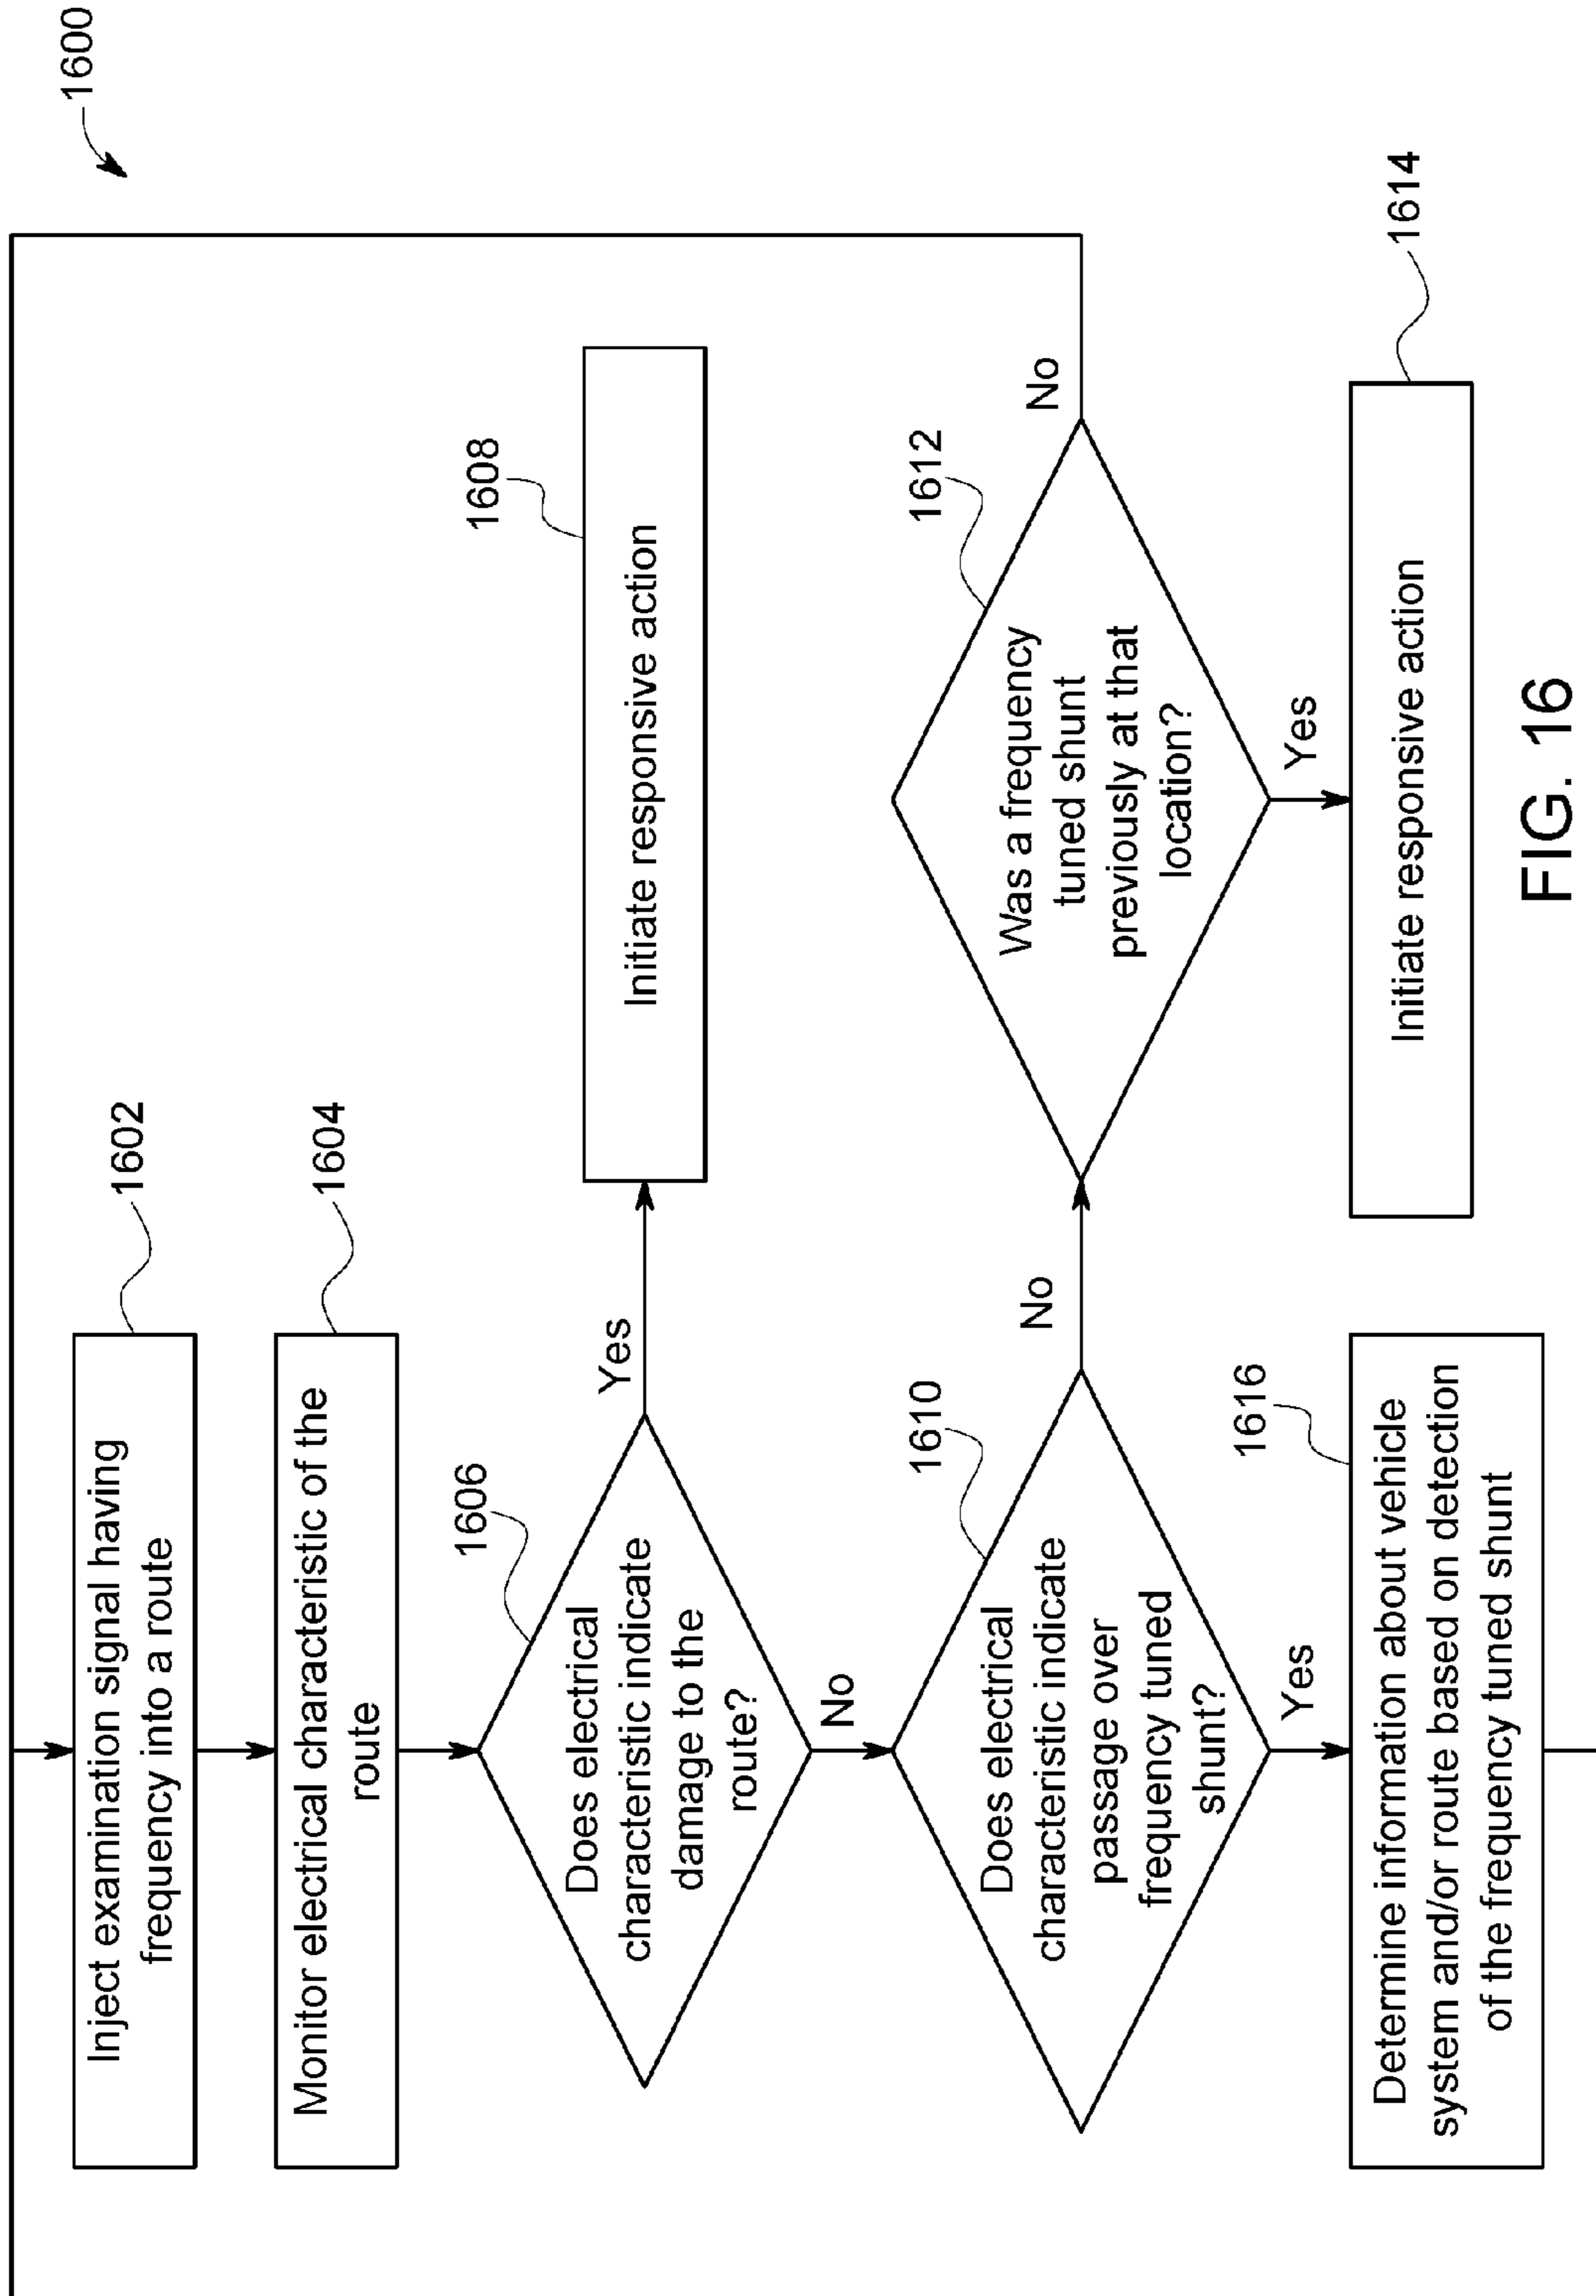 1600
Inject examination signal having
frequency into a route
1602
Monitor electrical characteristic of the
route
1604
Does electrical
characteristic indicate
damage to the
route?
1606
Yes
Initiate responsive action
1608
No
Does electrical
characteristic indicate
passage over
frequency tuned
shunt?
1610
No
Was a frequency
tuned shunt
previously at that
location?
1612
No
Yes
Initiate responsive action
1614
Yes
Determine information about vehicle
system and/or route based on detection
of the frequency tuned shunt
1616
FIG. 16